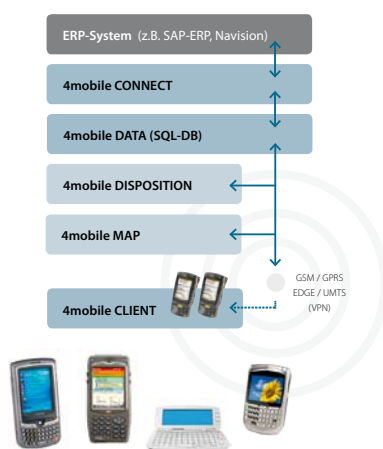 ERP-System (z.B. SAP-ERP, Navision)
4mobile CONNECT
4mobile DATA (SQL-DB)
4mobile DISPOSITION
4mobile MAP
GSM / GPRS
EDGE / UMTS
(VPN)
4mobile CLIENT